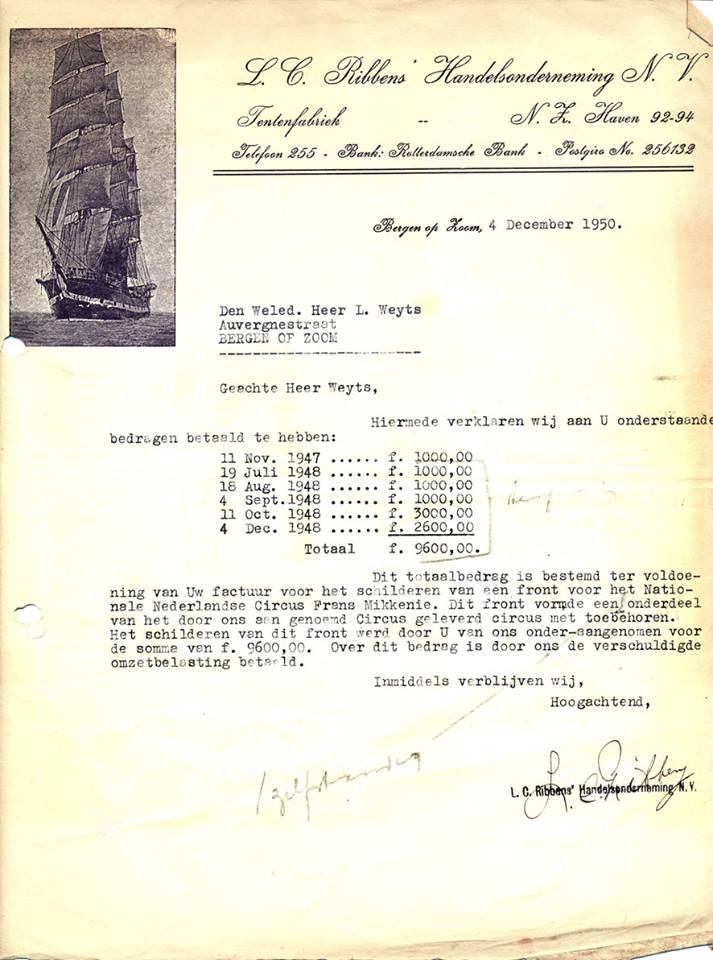 L. C. Ribbens' Handelsonderneming N. V.
Tentenfabriek -- N. Z. Haven 92-94
Telefoon 255 - Bank: Rotterdamsche Bank - Postgiro No. 256132
Bergen op Zoom, 4 December 1950.
Den Weled. Heer L. Weyts
Auvergnestraat
BERGEN OF ZOOM
Geachte Heer Weyts,
Hiermede verklaren wij aan U onderstaande
bedragen betaald te hebben:
11 Nov. 1947 ...... f. 1000,00
19 Juli 1948 ...... f. 1000,00
18 Aug. 1948 ...... f. 1000,00
4 Sept.1948 ...... f. 1000,00
11 Oct. 1948 ...... f. 3000,00
4 Dec. 1948 ...... f. 2600,00
Totaal f. 9600,00.
Dit totaalbedrag is bestemd ter voldoe-
ning van Uw factuur voor het schilderen van een front voor het Natio-
nale Nederlandse Circus Frans Mikkenie. Dit front vormde een onderdeel
van het door ons aan genoemd Circus geleverd circus met toebehoren.
Het schilderen van dit front werd door U van ons onder-aangenomen voor
de somma van f. 9600,00. Over dit bedrag is door ons de verschuldigde
omzetbelasting betaald.
Inmiddels verblijven wij,
Hoogachtend,
zelfstandig
L. C. Ribbens' Handelsonderneming N.V.